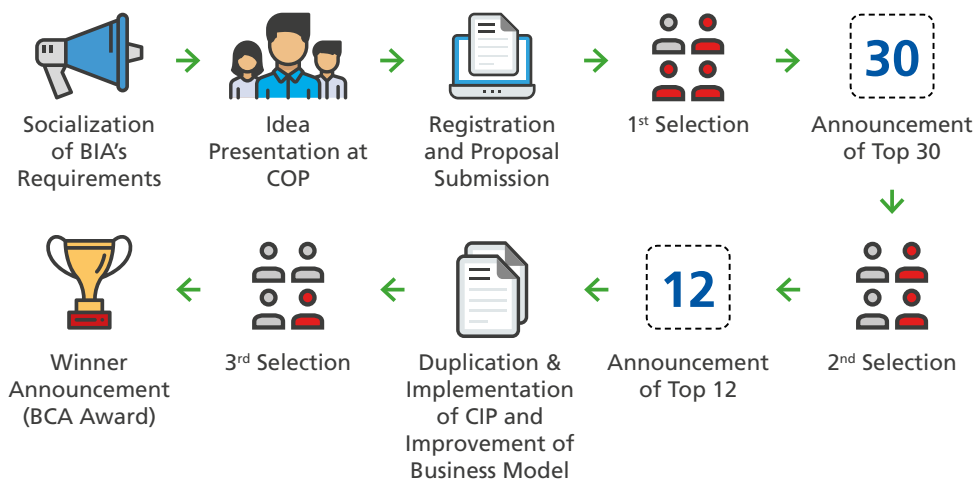 Socialization
of BIA's
Requirements
Idea
Presentation at
COP
Registration
and Proposal
Submission
1st Selection
30
Announcement
of Top 30
2nd Selection
12
Announcement
of Top 12
Duplication &
Implementation
of CIP and
Improvement of
Business Model
3rd Selection
Winner
Announcement
(BCA Award)